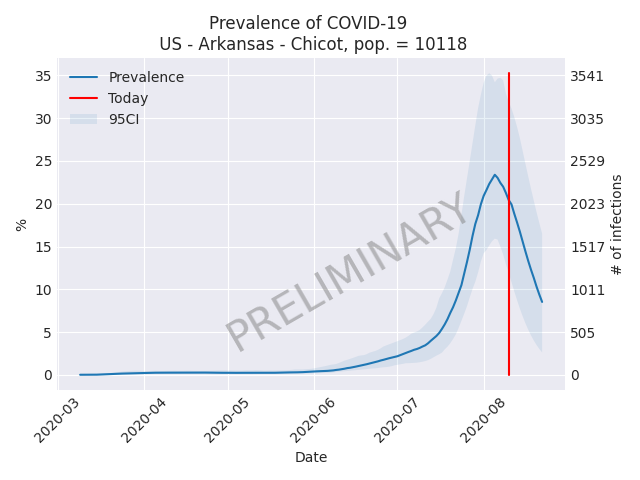 Prevalence of COVID-19
US - Arkansas - Chicot, pop. = 10118
Prevalence
Today
95CI
PRELIMINARY
%
35
30
25
20
15
10
5
0
3541
3035
2529
2023
1517
1011
505
0
# of infections
2020-03
2020-04
2020-05
2020-06
2020-07
2020-08
Date